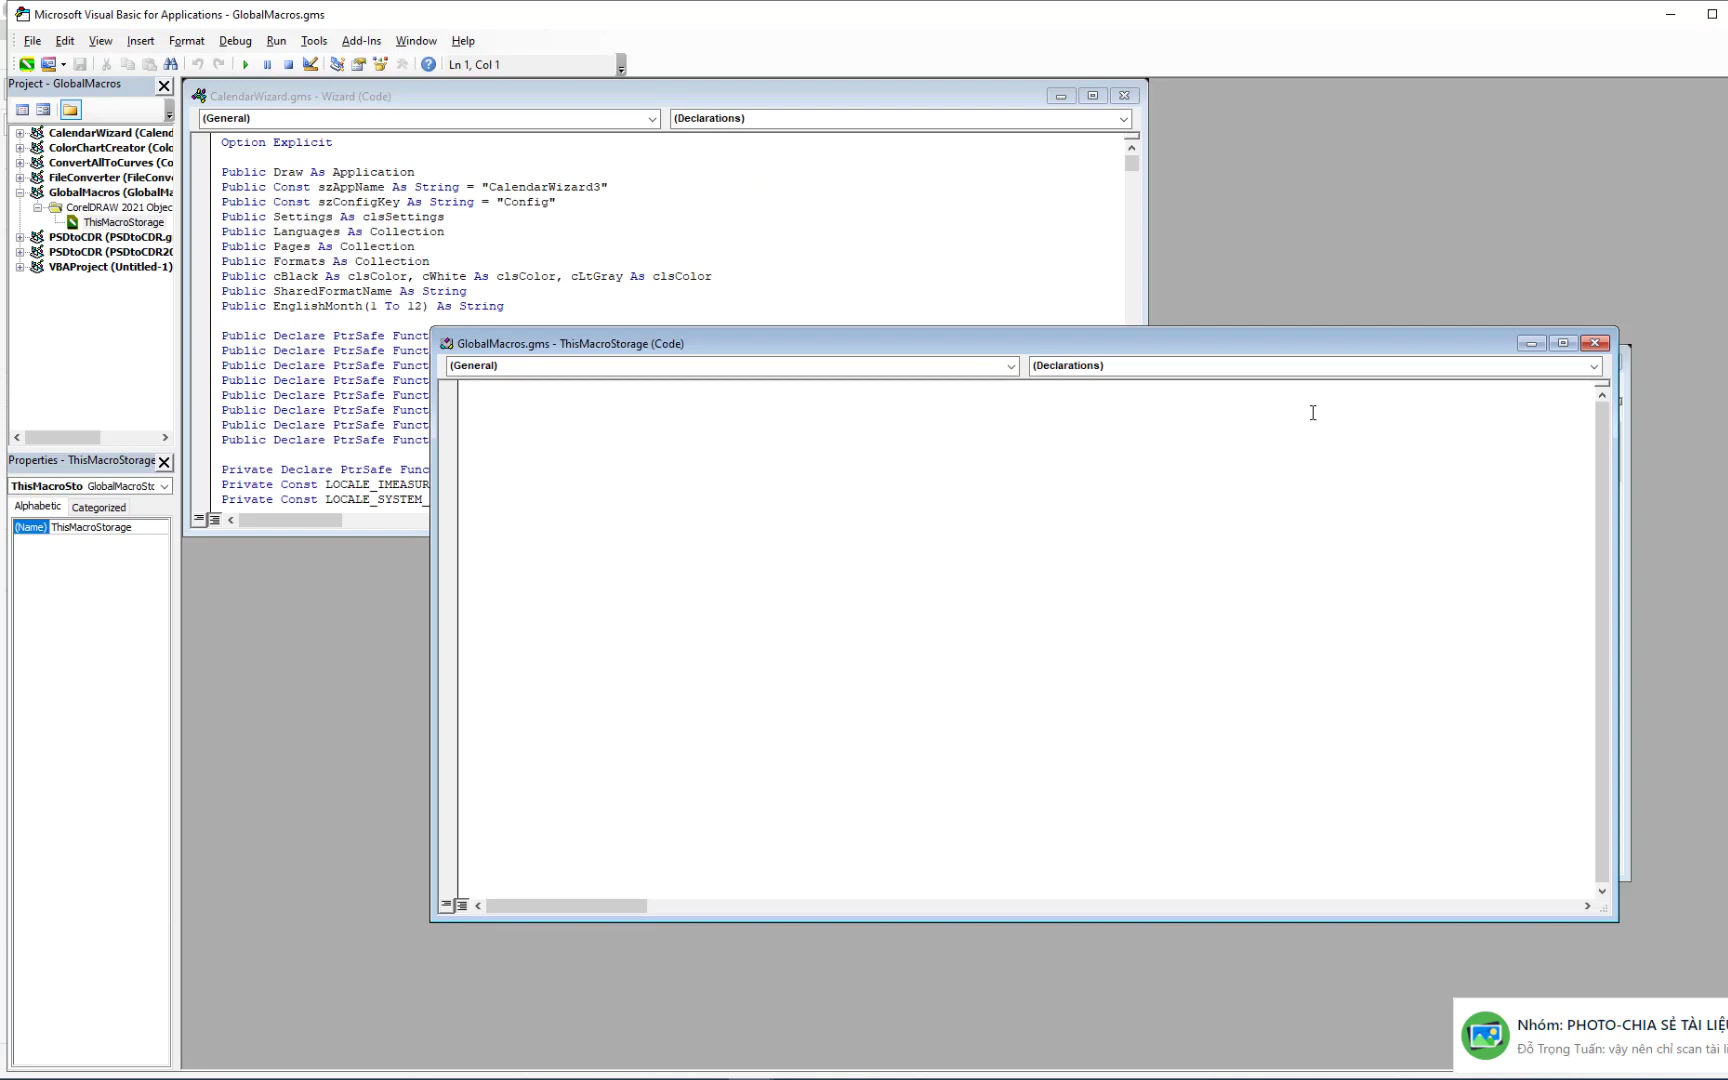 Microsoft Visual Basic for Applications - GlobalMacros.gms
File Edit View Insert Format Debug Run Tools Add-Ins Window Help
Ln 1, Col 1
Project - GlobalMacros
CalendarWizard (Calend
ColorChartCreator (Colo
ConvertAllToCurves (Co
FileConverter (FileConv
GlobalMacros (GlobalMa
CorelDRAW 2021 Objec
ThisMacroStorage
PSDtoCDR (PSDtoCDR.g
PSDtoCDR (PSDtoCDR20
VBAProject (Untitled-1)
Properties - ThisMacroStorage
ThisMacroSto GlobalMacroStc
Alphabetic Categorized
(Name) ThisMacroStorage
CalendarWizard.gms - Wizard (Code)
(General) (Declarations)
Option Explicit
Public Draw As Application
Public Const szAppName As String = "CalendarWizard3"
Public Const szConfigKey As String = "Config"
Public Settings As clsSettings
Public Languages As Collection
Public Pages As Collection
Public Formats As Collection
Public cBlack As clsColor, cWhite As clsColor, cLtGray As clsColor
Public SharedFormatName As String
Public EnglishMonth(1 To 12) As String
Public Declare PtrSafe Funct
Public Declare PtrSafe Funct
Public Declare PtrSafe Funct
Public Declare PtrSafe Funct
Public Declare PtrSafe Funct
Public Declare PtrSafe Funct
Public Declare PtrSafe Funct
Public Declare PtrSafe Funct
Private Declare PtrSafe Func
Private Const LOCALE_IMEASUR
Private Const LOCALE_SYSTEM_
GlobalMacros.gms - ThisMacroStorage (Code)
(General) (Declarations)
Nhóm: PHOTO-CHIA SẺ TÀI LIỆU
Đỗ Trọng Tuấn: vậy nên chỉ scan tài li